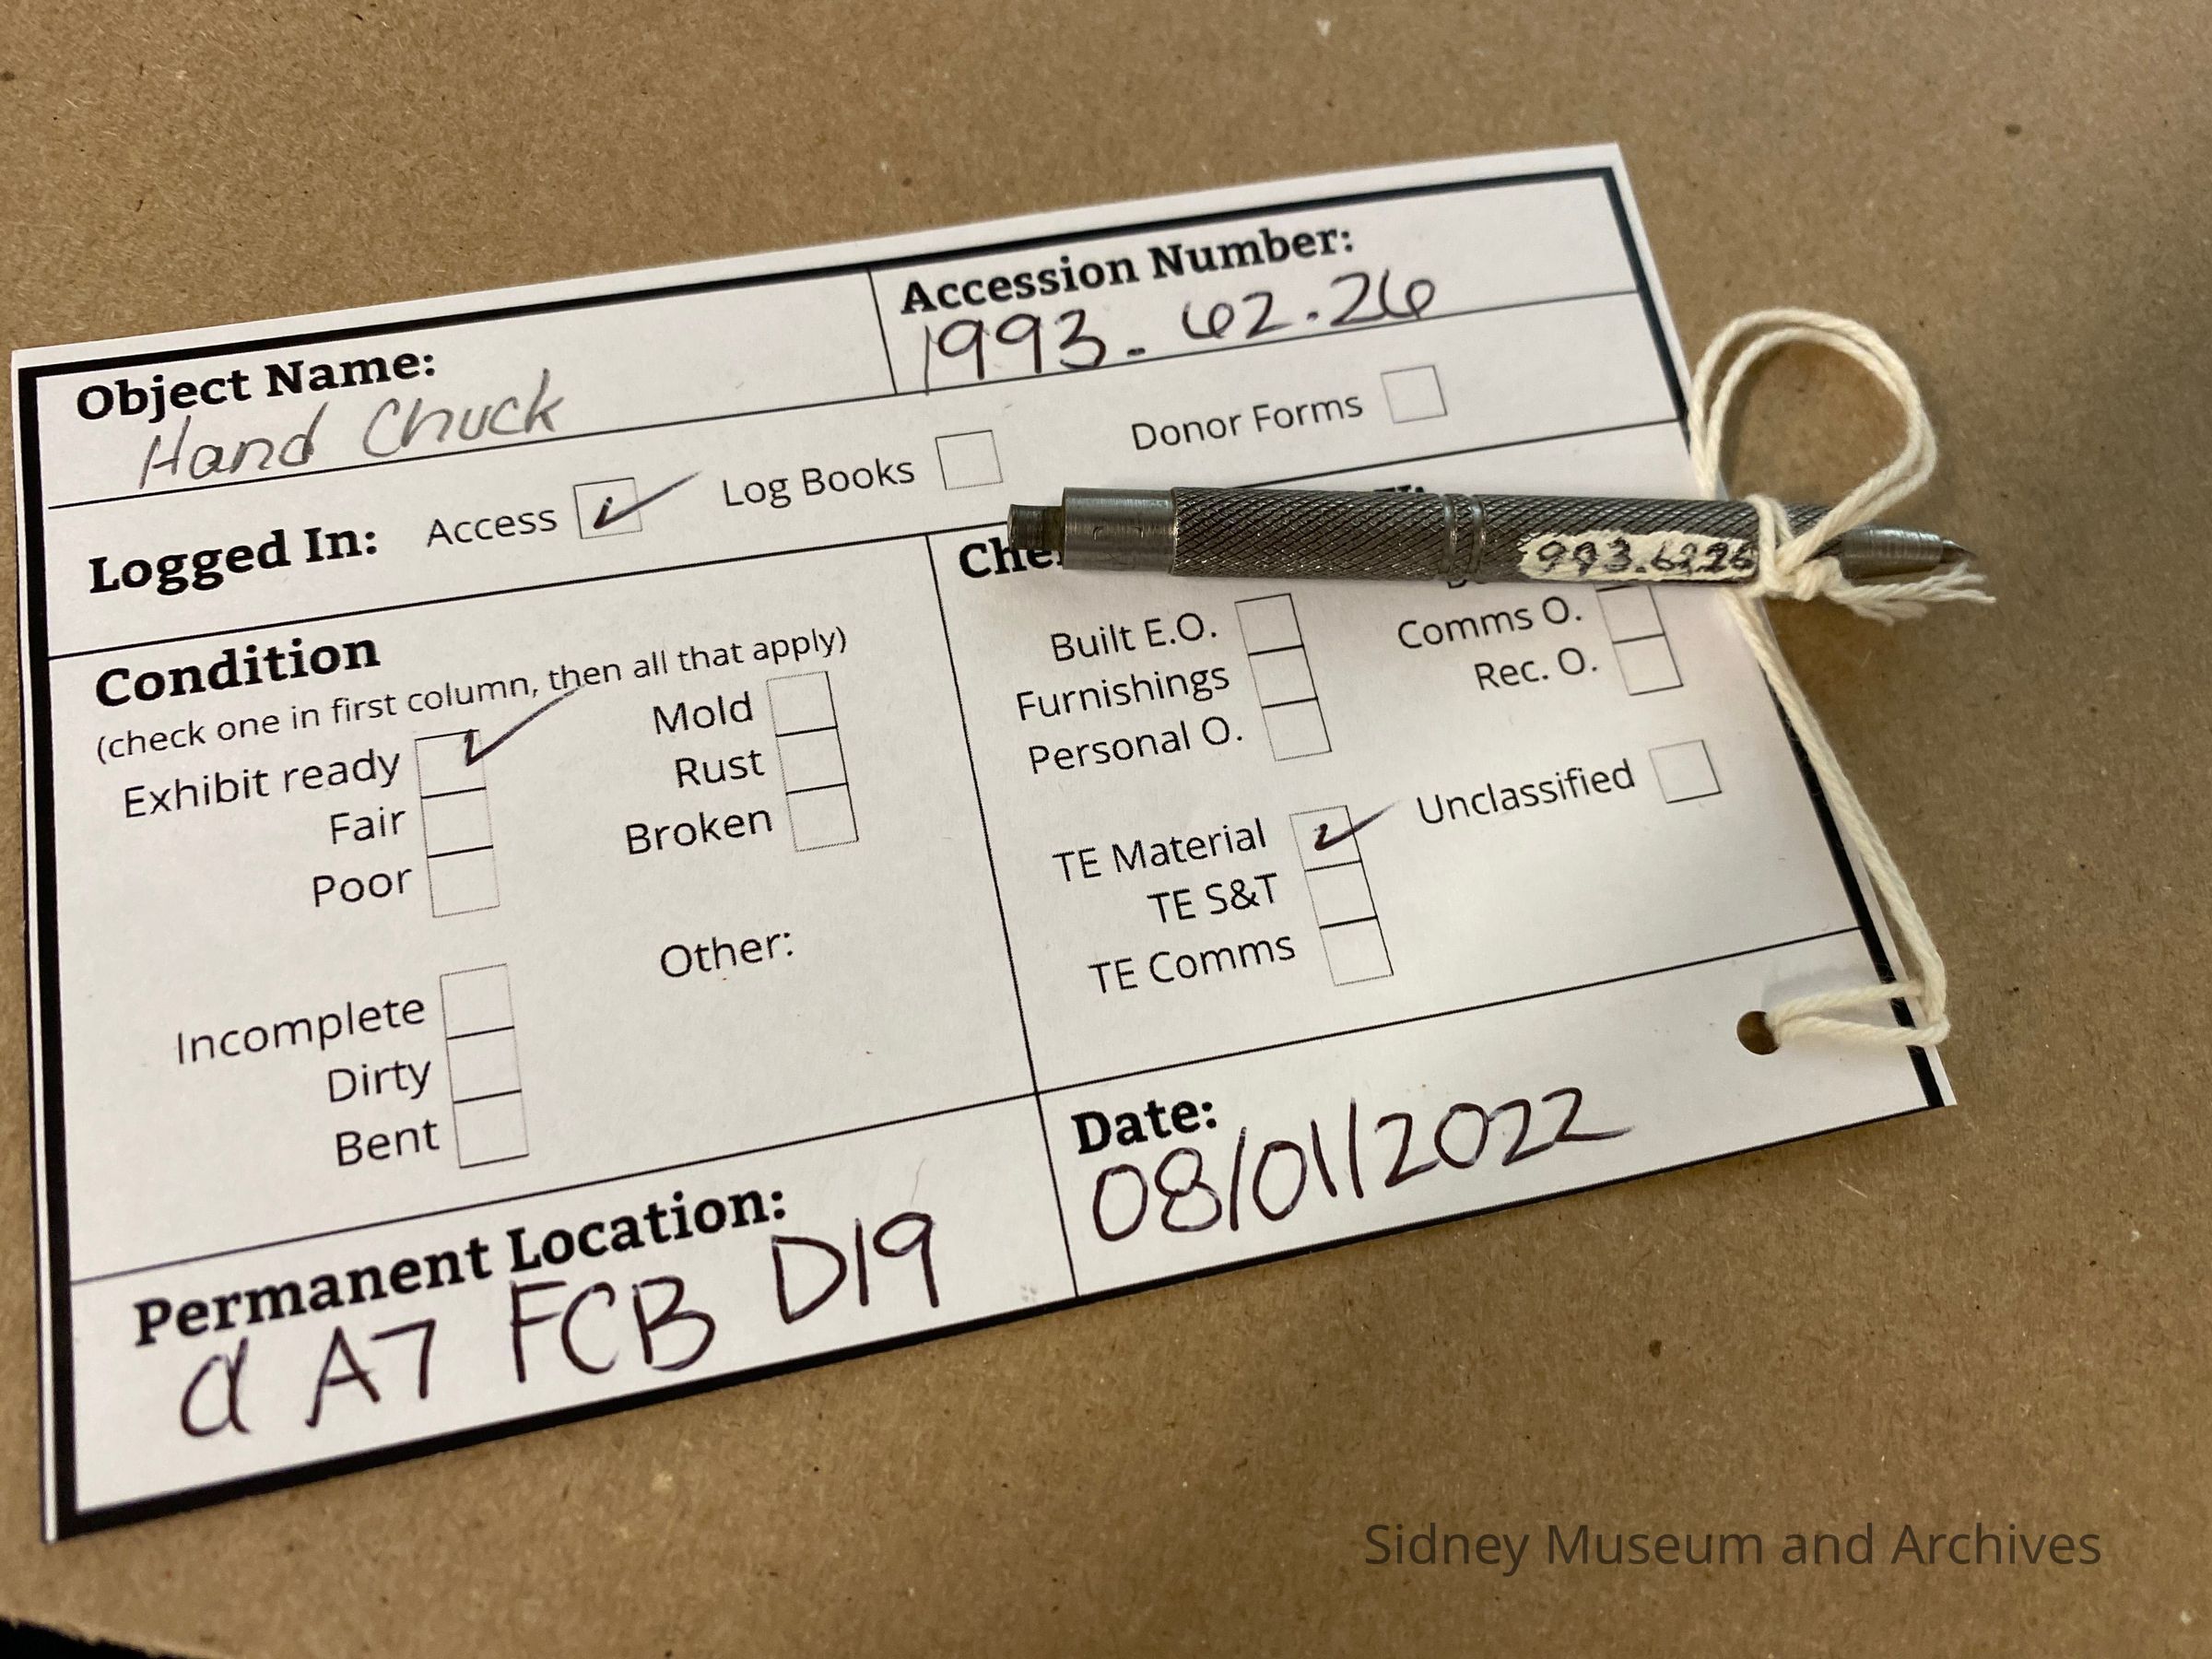 Object Name:
Hand Chuck
Accession Number:
1993.62.26
Logged In:
Access
Log Books
Donor Forms
993.62.26
Condition
(check one in first column, then all that apply)
Exhibit ready
Fair
Poor
Mold
Rust
Broken
Incomplete
Dirty
Bent
Other:
Built E.O.
Furnishings
Personal O.
Comms O.
Rec. O.
TE Material
TE S&T
TE Comms
Unclassified
Permanent Location:
a A7 FCB D19
Date:
08/01/2022
Sidney Museum and Archives